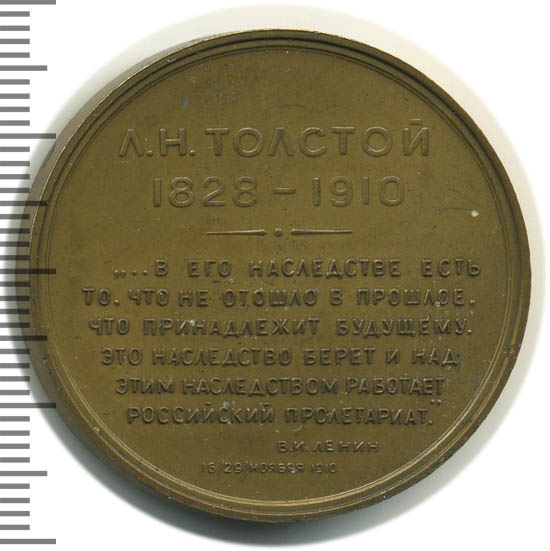 Л.Н.ТОЛСТОЙ
1828 – 1910
„... В ЕГО НАСЛЕДСТВЕ ЕСТЬ
ТО, ЧТО НЕ ОТОШЛО В ПРОШЛОЕ,
ЧТО ПРИНАДЛЕЖИТ БУДУЩЕМУ.
ЭТО НАСЛЕДСТВО БЕРЕТ И НАД
ЭТИМ НАСЛЕДСТВОМ РАБОТАЕТ
РОССИЙСКИЙ ПРОЛЕТАРИАТ."
В.И.ЛЕНИН
16/29/НОЯБРЯ 1910